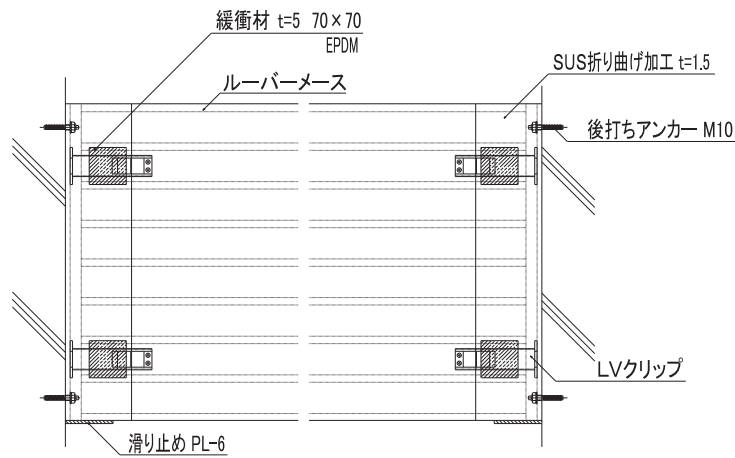 緩衝材 t=5 70×70
EPDM
ルーバーメース
SUS折り曲げ加工 t=1.5
後打ちアンカー M10
LVクリップ
滑り止め PL-6